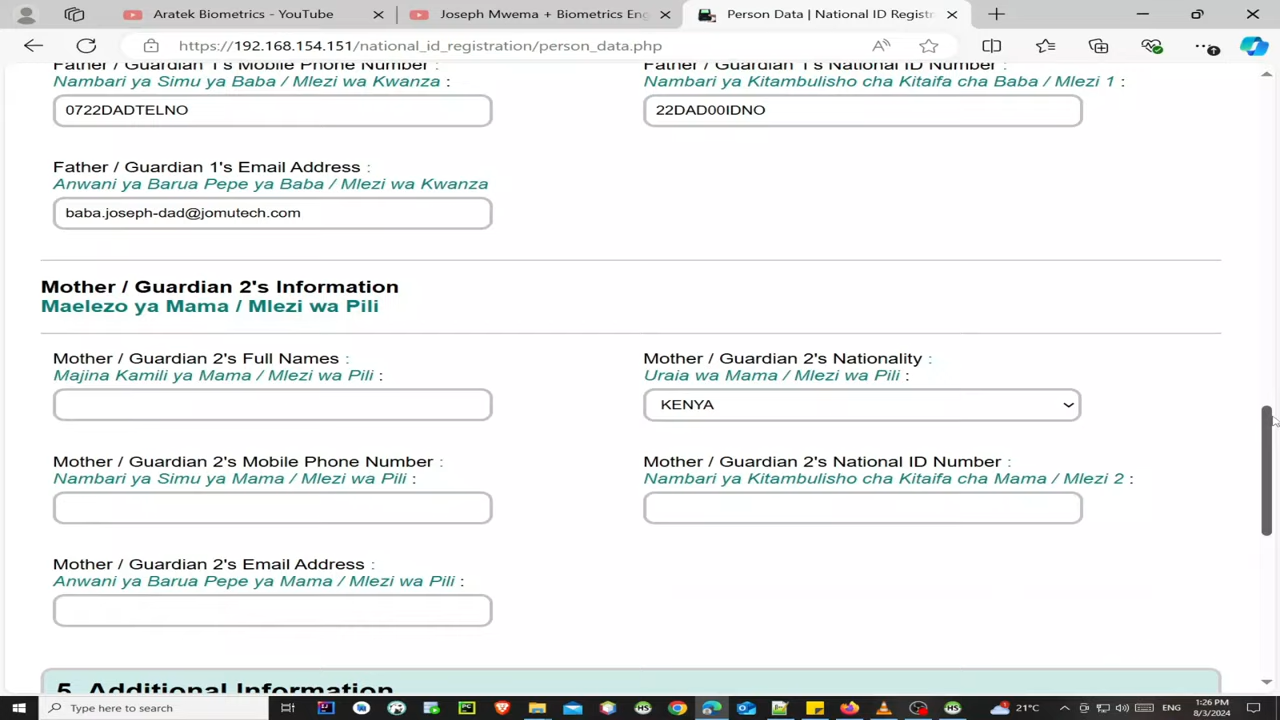 Aratek Biometrics - YouTube
Joseph Mwema + Biometrics Eng
Person Data | National ID Registr
https://192.168.154.151/national_id_registration/person_data.php
Father / Guardian 1's Mobile Phone Number :
Nambari ya Simu ya Baba / Mlezi wa Kwanza :
0722DADTELNO
Father / Guardian 1's National ID Number :
Nambari ya Kitambulisho cha Kitaifa cha Baba / Mlezi 1 :
22DAD00IDNO
Father / Guardian 1's Email Address :
Anwani ya Barua Pepe ya Baba / Mlezi wa Kwanza
baba.joseph-dad@jomutech.com
Mother / Guardian 2's Information
Maelezo ya Mama / Mlezi wa Pili
Mother / Guardian 2's Full Names :
Majina Kamili ya Mama / Mlezi wa Pili :
Mother / Guardian 2's Nationality :
Uraia wa Mama / Mlezi wa Pili :
KENYA
Mother / Guardian 2's Mobile Phone Number :
Nambari ya Simu ya Mama / Mlezi wa Pili :
Mother / Guardian 2's National ID Number :
Nambari ya Kitambulisho cha Kitaifa cha Mama / Mlezi 2 :
Mother / Guardian 2's Email Address :
Anwani ya Barua Pepe ya Mama / Mlezi wa Pili :
5. Additional Information
Type here to search
21°C
ENG
1:26 PM
8/3/2024